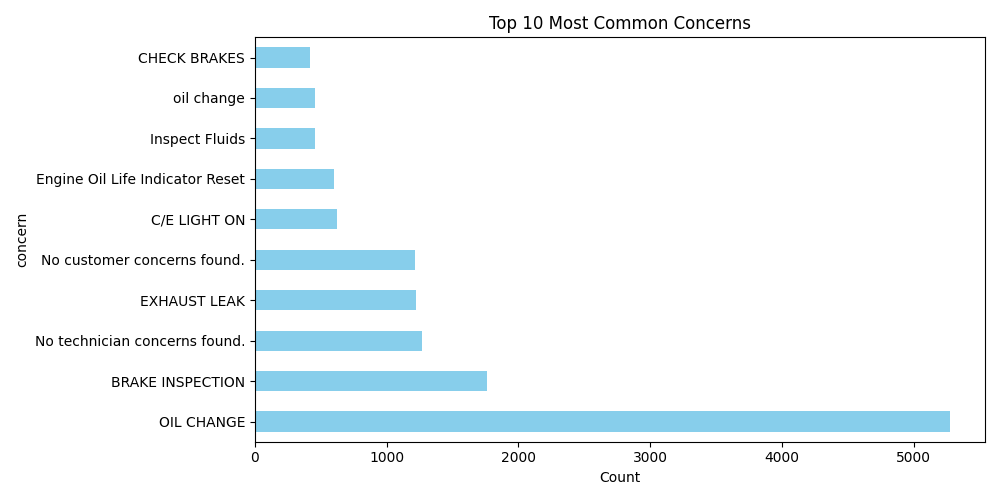 Top 10 Most Common Concerns
CHECK BRAKES
oil change
Inspect Fluids
Engine Oil Life Indicator Reset
C/E LIGHT ON
No customer concerns found.
EXHAUST LEAK
No technician concerns found.
BRAKE INSPECTION
OIL CHANGE
concern
0 1000 2000 3000 4000 5000
Count